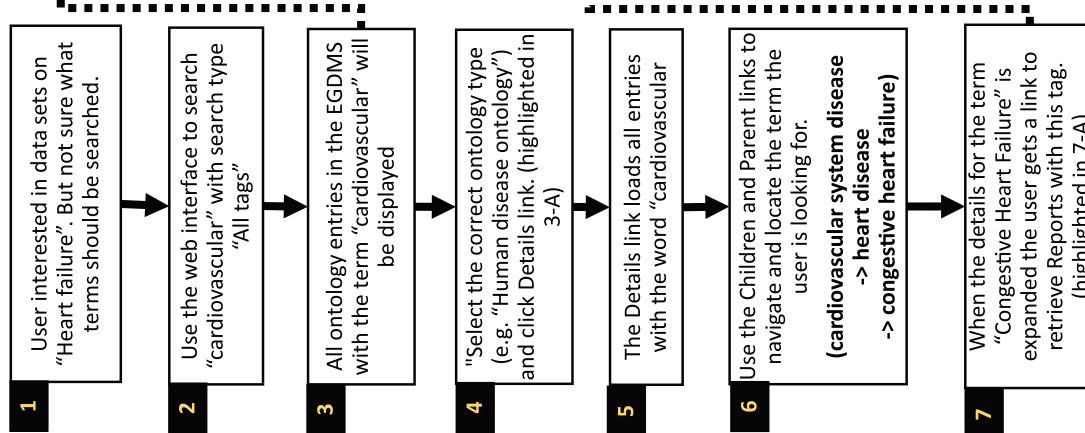 1
User interested in data sets on
“Heart failure”. But not sure what
terms should be searched.
2
Use the web interface to search
“cardiovascular” with search type
“All tags”
3
All ontology entries in the EGDMS
with the term “cardiovascular” will
be displayed
4
"Select the correct ontology type
(e.g. “Human disease ontology”)
and click Details link. (highlighted in
3-A)
5
The Details link loads all entries
with the word “cardiovascular
6
Use the Children and Parent links to
navigate and locate the term the
user is looking for.
(cardiovascular system disease
-> heart disease
-> congestive heart failure)
7
When the details for the term
“Congestive Heart Failure” is
expanded the user gets a link to
retrieve Reports with this tag.
(highlighted in 7-A)